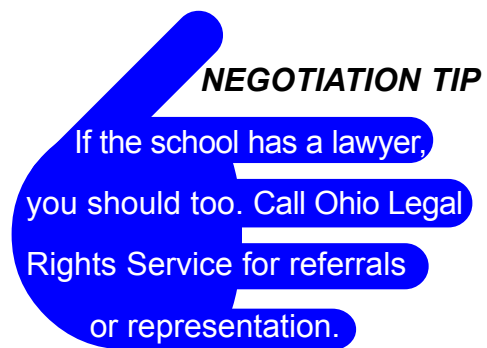 NEGOTIATION TIP
If the school has a lawyer,
you should too. Call Ohio Legal
Rights Service for referrals
or representation.